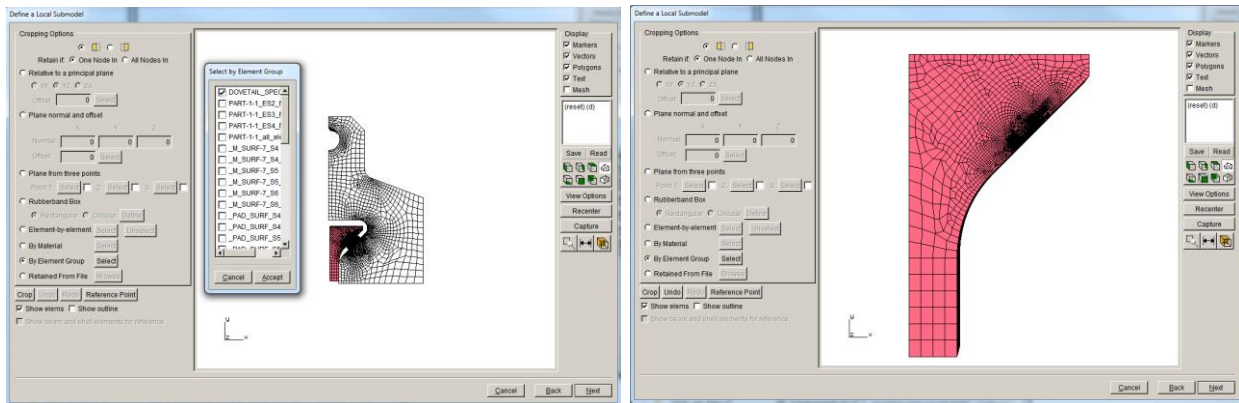 Define a Local Submodel
Cropping Options
Retain if: One Node In All Nodes In
Relative to a principal plane
XY YZ ZX
Offset 0 Select
Plane normal and offset
X Y Z
Normal 0 0 0
Offset 0 Select
Plane from three points
Point 1 Select 2 Select 3 Select
Rubberband Box
Rectangular Circular Define
Element-by-element Select Unselect
By Material Select
By Element Group Select
Retained From File Browse
Crop Undo Redo Reference Point
Show elems Show outline
Show beam and shell elements for reference
Select by Element Group
DOVETAIL_SPEC
PART-1-1_ES2_
PART-1-1_ES3_
PART-1-1_ES4_
PART-1-1_all_ele
_M_SURF-7_S4
_M_SURF-7_S4_
_M_SURF-7_S5
_M_SURF-7_S5_
_M_SURF-7_S6
_M_SURF-7_S6_
_PAD_SURF_S4
_PAD_SURF_S4
_PAD_SURF_S5
Cancel Accept
y
z x
Display
Markers
Vectors
Polygons
Text
Mesh
(reset) (d)
Save Read
View Options
Recenter
Capture
Cancel Back Next
Define a Local Submodel
Cropping Options
Retain if: One Node In All Nodes In
Relative to a principal plane
XY YZ ZX
Offset 0 Select
Plane normal and offset
X Y Z
Normal 0 0 0
Offset 0 Select
Plane from three points
Point 1 Select 2 Select 3 Select
Rubberband Box
Rectangular Circular Define
Element-by-element Select Unselect
By Material Select
By Element Group Select
Retained From File Browse
Crop Undo Redo Reference Point
Show elems Show outline
Show beam and shell elements for reference
y
z x
Display
Markers
Vectors
Polygons
Text
Mesh
(reset) (d)
Save Read
View Options
Recenter
Capture
Cancel Back Next